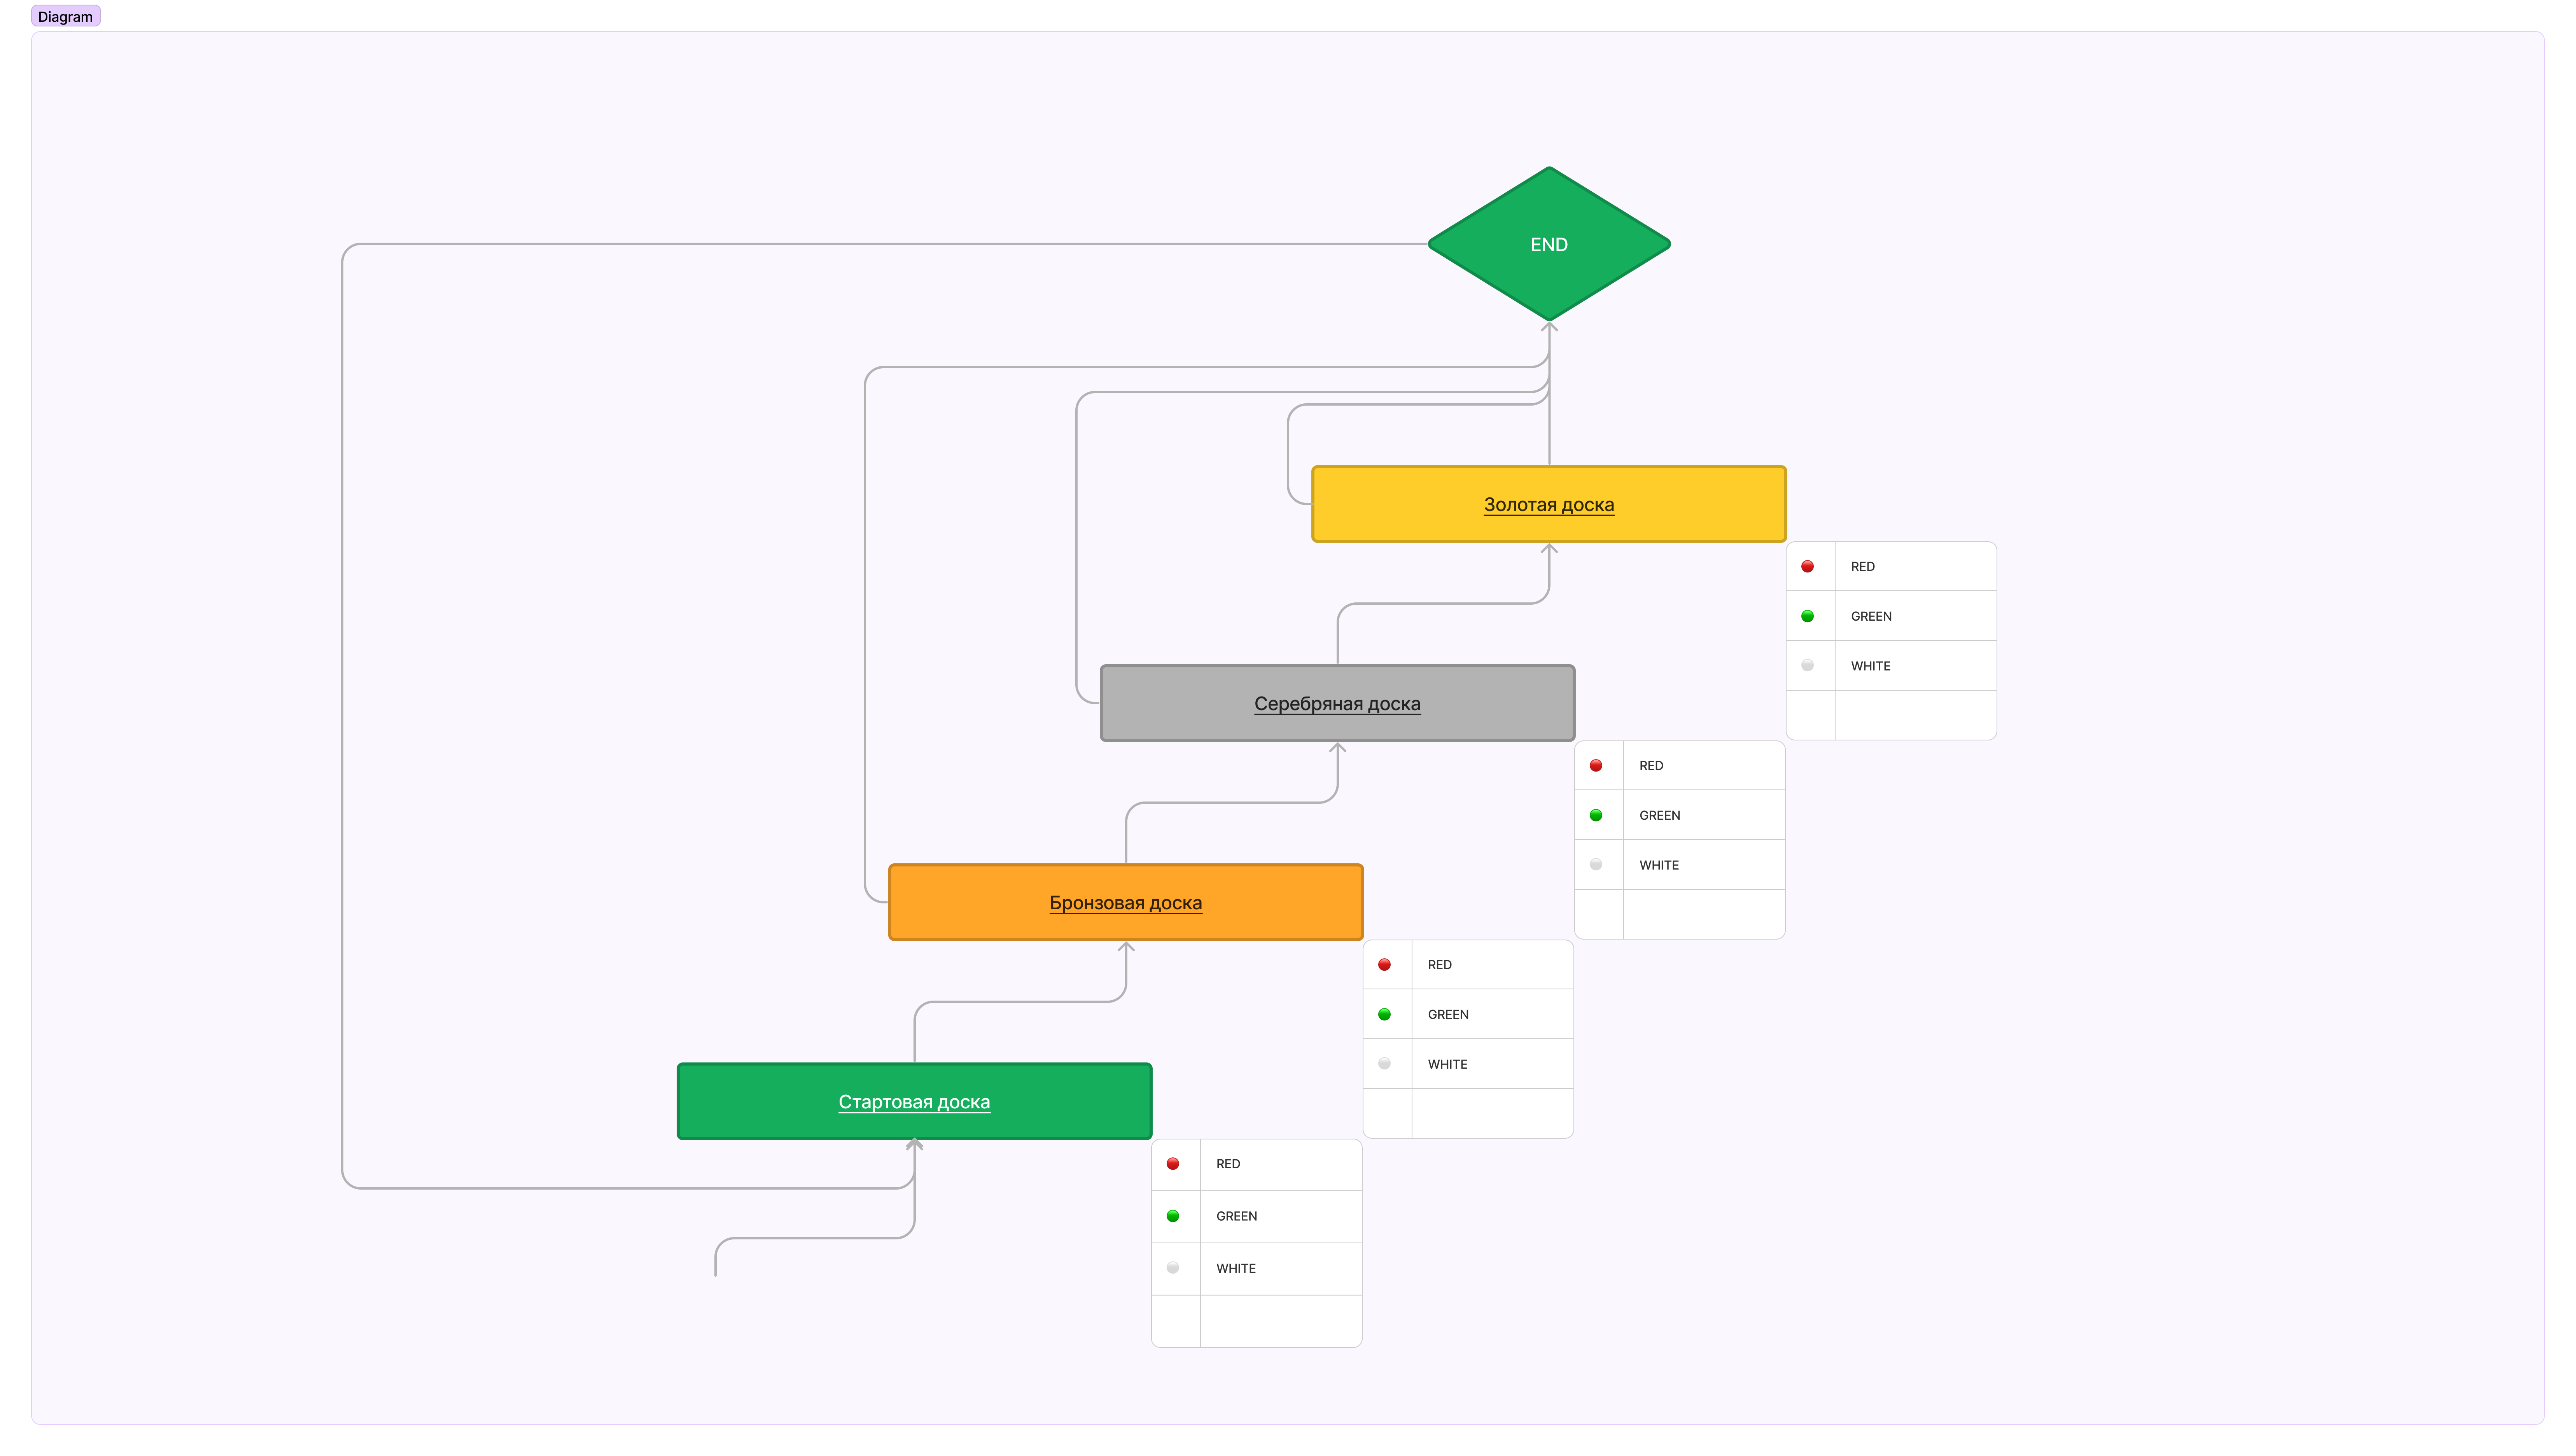 Diagram
END
Золотая доска
RED
GREEN
WHITE
Серебряная доска
RED
GREEN
WHITE
Бронзовая доска
RED
GREEN
WHITE
Стартовая доска
RED
GREEN
WHITE